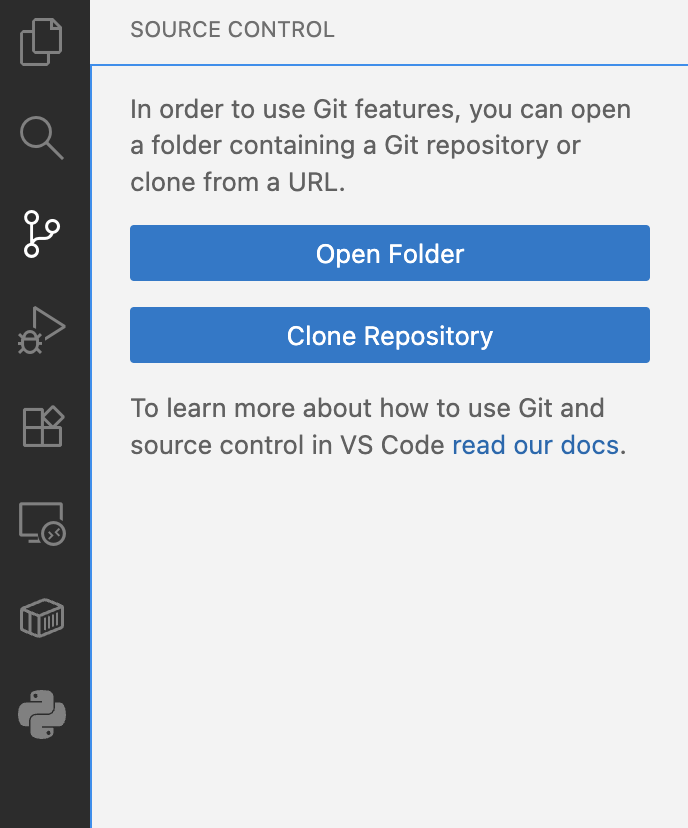 SOURCE CONTROL
In order to use Git features, you can open
a folder containing a Git repository or
clone from a URL.
Open Folder
Clone Repository
To learn more about how to use Git and
source control in VS Code read our docs.